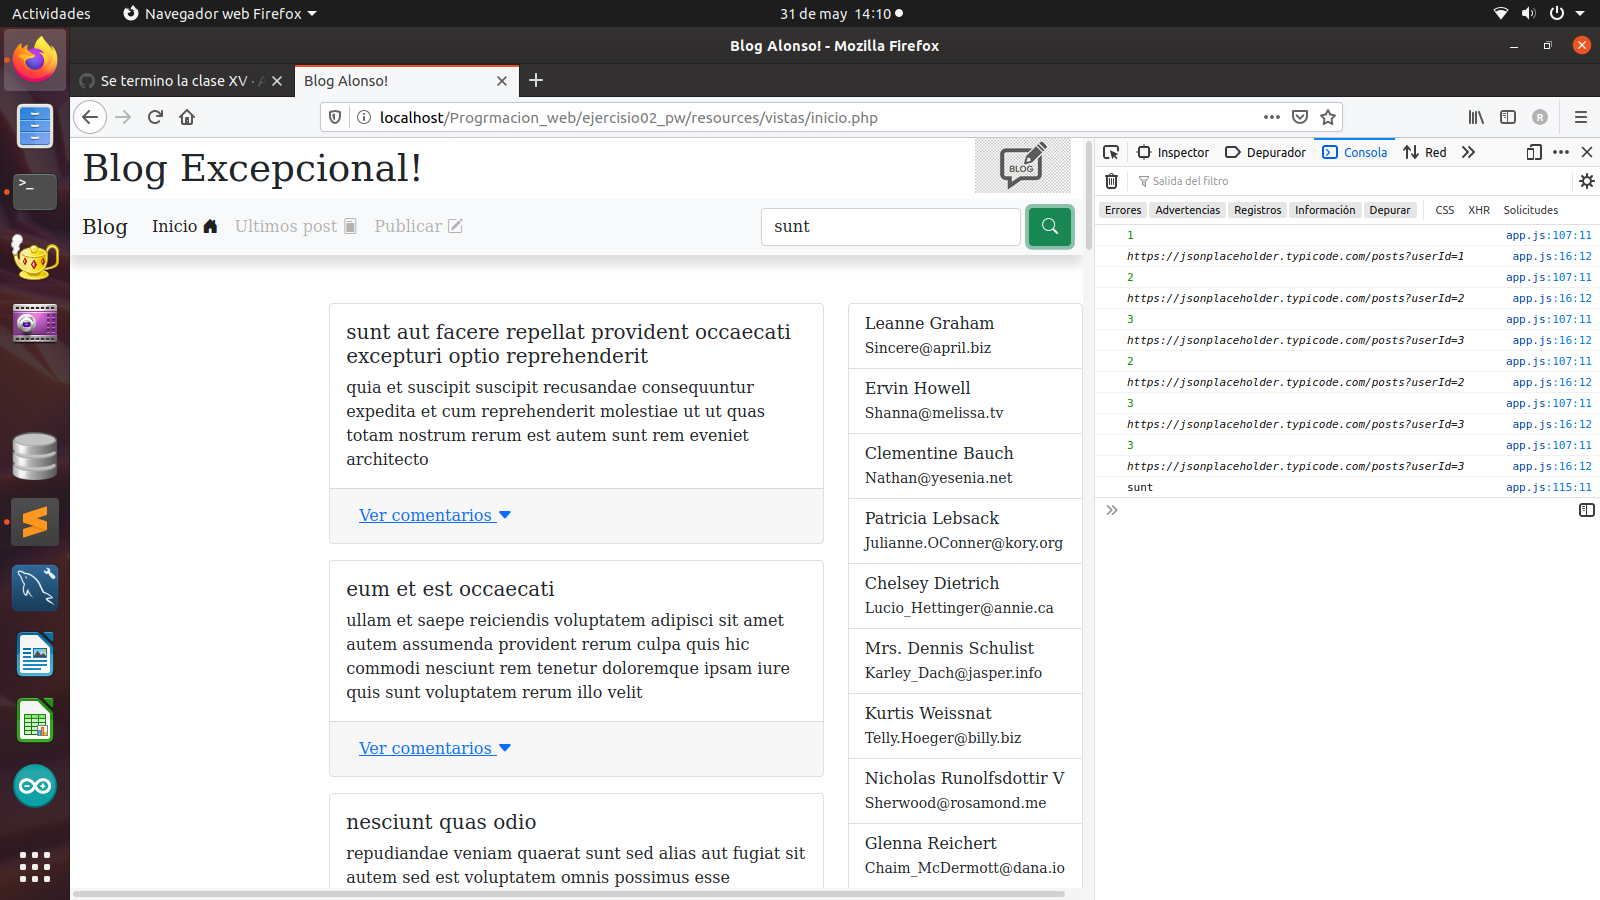 Actividades
Navegador web Firefox
31 de may 14:10
Blog Alonso! - Mozilla Firefox
Se termino la clase XV · A
Blog Alonso!
localhost/Progrmacion_web/ejercisio02_pw/resources/vistas/inicio.php
R
Blog Excepcional!
BLOG
Blog
Inicio
Ultimos post
Publicar
sunt
sunt aut facere repellat provident occaecati
excepturi optio reprehenderit
quia et suscipit suscipit recusandae consequuntur
expedita et cum reprehenderit molestiae ut ut quas
totam nostrum rerum est autem sunt rem eveniet
architecto
Ver comentarios
eum et est occaecati
ullam et saepe reiciendis voluptatem adipisci sit amet
autem assumenda provident rerum culpa quis hic
commodi nesciunt rem tenetur doloremque ipsam iure
quis sunt voluptatem rerum illo velit
Ver comentarios
nesciunt quas odio
repudiandae veniam quaerat sunt sed alias aut fugiat sit
autem sed est voluptatem omnis possimus esse
Leanne Graham
Sincere@april.biz
Ervin Howell
Shanna@melissa.tv
Clementine Bauch
Nathan@yesenia.net
Patricia Lebsack
Julianne.OConner@kory.org
Chelsey Dietrich
Lucio_Hettinger@annie.ca
Mrs. Dennis Schulist
Karley_Dach@jasper.info
Kurtis Weissnat
Telly.Hoeger@billy.biz
Nicholas Runolfsdottir V
Sherwood@rosamond.me
Glenna Reichert
Chaim_McDermott@dana.io
Inspector
Depurador
Consola
Red
Salida del filtro
Errores
Advertencias
Registros
Información
Depurar
CSS
XHR
Solicitudes
1 app.js:107:11
https://jsonplaceholder.typicode.com/posts?userId=1 app.js:16:12
2 app.js:107:11
https://jsonplaceholder.typicode.com/posts?userId=2 app.js:16:12
3 app.js:107:11
https://jsonplaceholder.typicode.com/posts?userId=3 app.js:16:12
2 app.js:107:11
https://jsonplaceholder.typicode.com/posts?userId=2 app.js:16:12
3 app.js:107:11
https://jsonplaceholder.typicode.com/posts?userId=3 app.js:16:12
3 app.js:107:11
https://jsonplaceholder.typicode.com/posts?userId=3 app.js:16:12
sunt app.js:115:11